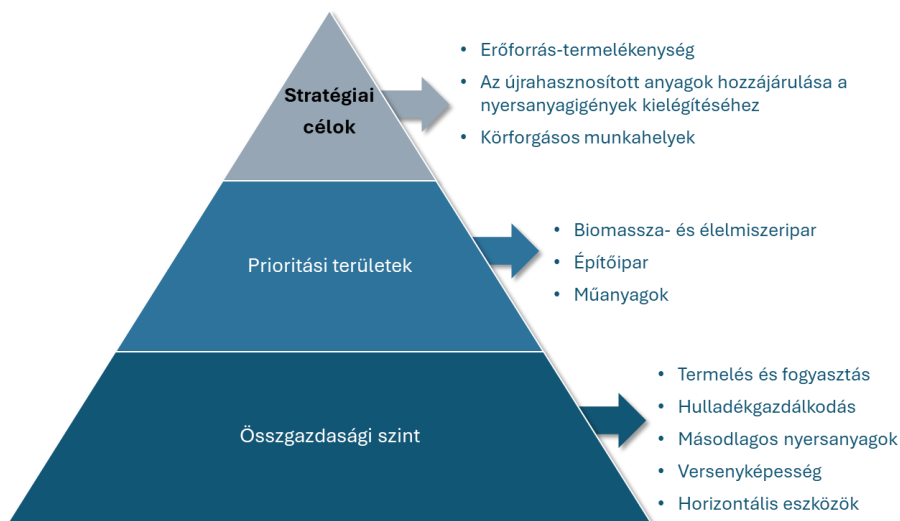 Stratégiai
célok
• Erőforrás-termelékenység
• Az újrahasznosított anyagok hozzájárulása a
nyersanyagigények kielégítéséhez
• Körforgásos munkahelyek
Prioritási területek
• Biomassza- és élelmiszeripar
• Építőipar
• Műanyagok
Összgazdasági szint
• Termelés és fogyasztás
• Hulladékgazdálkodás
• Másodlagos nyersanyagok
• Versenyképesség
• Horizontális eszközök